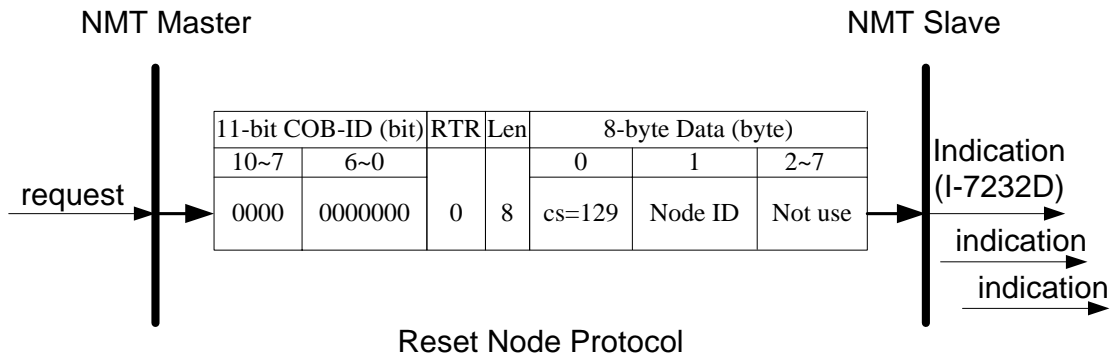 NMT Master
NMT Slave
11-bit COB-ID (bit) RTR Len 8-byte Data (byte)
10~7 6~0 0 1 2~7
request
0000 0000000 0 8 cs=129 Node ID Not use
Indication
(I-7232D)
indication
indication
Reset Node Protocol